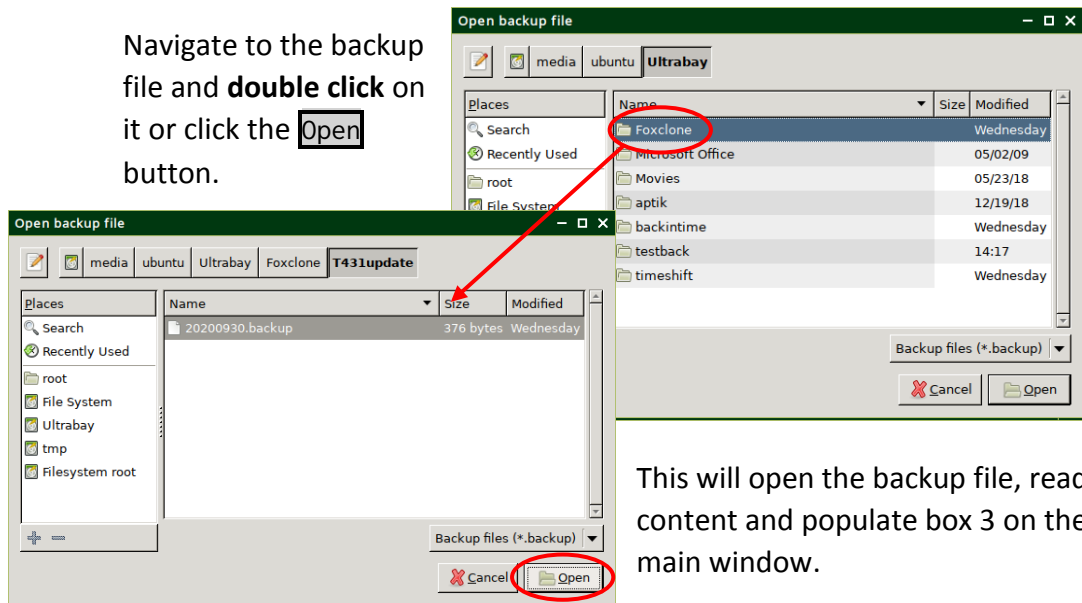 Navigate to the backup
file and double click on
it or click the Open
button.
Open backup file
media ubuntu Ultrabay
Places
Search
Recently Used
root
File System
Name Size Modified
Foxclone Wednesday
Microsoft Office 05/02/09
Movies 05/23/18
aptik 12/19/18
backintime Wednesday
testback 14:17
timeshift Wednesday
Backup files (*.backup)
Cancel Open
Open backup file
media ubuntu Ultrabay Foxclone T431update
Places
Search
Recently Used
root
File System
Ultrabay
tmp
Filesystem root
Name Size Modified
20200930.backup 376 bytes Wednesday
Backup files (*.backup)
Cancel Open
This will open the backup file, read
content and populate box 3 on the
main window.